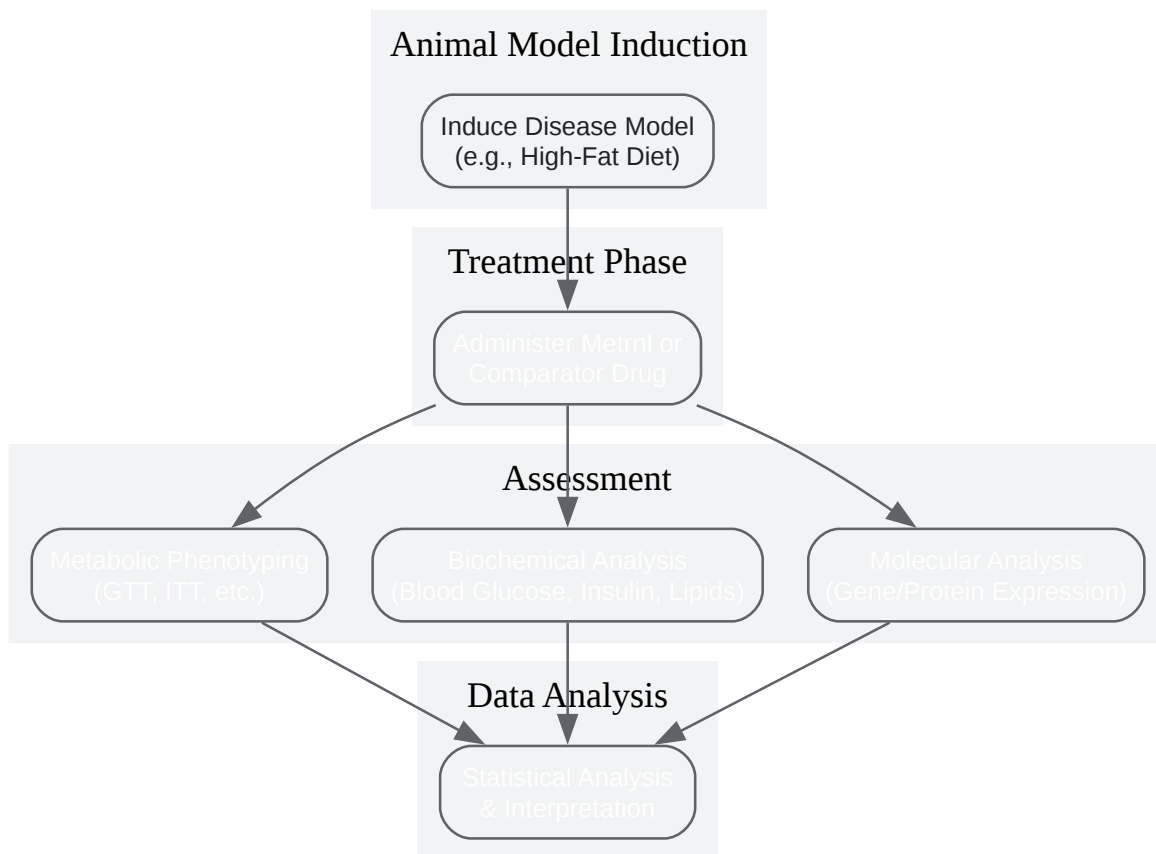 Animal Model Induction
Induce Disease Model
(e.g., High-Fat Diet)
Treatment Phase
Administer Metrnl or
Comparator Drug
Assessment
Metabolic Phenotyping
(GTT, ITT, etc.)
Biochemical Analysis
(Blood Glucose, Insulin, Lipids)
Molecular Analysis
(Gene/Protein Expression)
Data Analysis
Statistical Analysis
& Interpretation